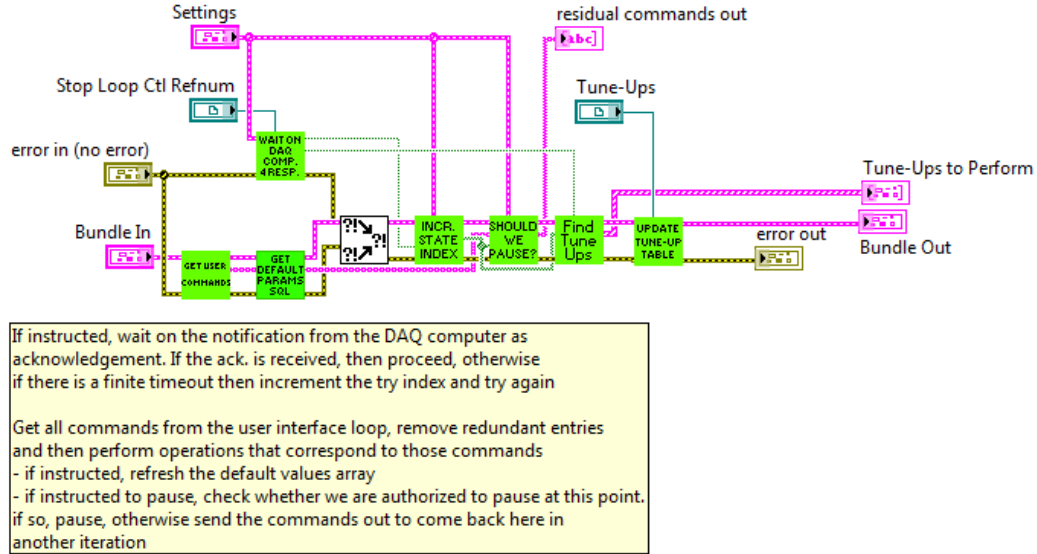 Settings
residual commands out
abc]
Stop Loop Ctl Refnum
Tune-Ups
WAIT ON
DAQ
COMP.
4RESP.
error in (no error)
Tune-Ups to Perform
Bundle In
GET USER
COMMANDS
GET
DEFAULT
PARAMS
SQL
?!
?!
?!
INCR.
STATE
INDEX
SHOULD
WE
PAUSE?
Find
Tune
Ups
UPDATE
TUNE-UP
TABLE
error out
Bundle Out
If instructed, wait on the notification from the DAQ computer as
acknowledgement. If the ack. is received, then proceed, otherwise
if there is a finite timeout then increment the try index and try again
Get all commands from the user interface loop, remove redundant entries
and then perform operations that correspond to those commands
- if instructed, refresh the default values array
- if instructed to pause, check whether we are authorized to pause at this point.
if so, pause, otherwise send the commands out to come back here in
another iteration